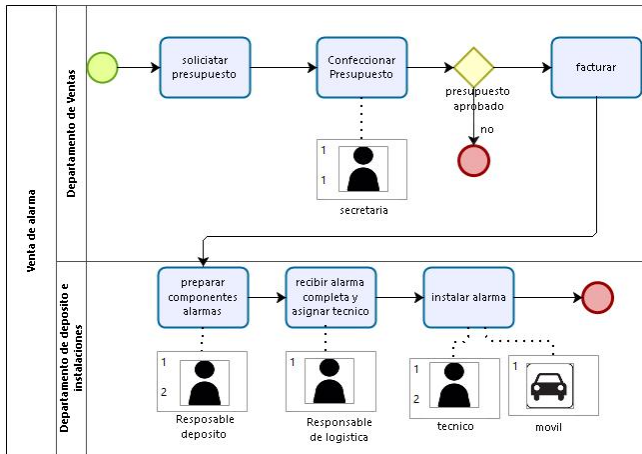 Venta de alarma
Departamento de Ventas
soliciatar
presupuesto
Confeccionar
Presupuesto
presupuesto
aprobado
no
facturar
1
1
secretaria
Departamento de deposito e
instalaciones
preparar
componentes
alarmas
recibir alarma
completa y
asignar tecnico
instalar alarma
1
2
Resposable
deposito
1
Responsable
de logistica
1
2
tecnico
1
movil